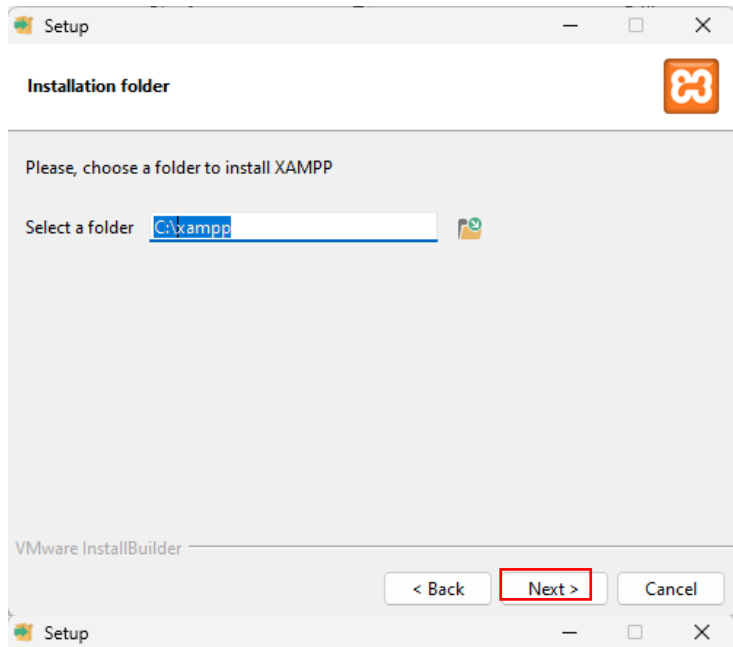 Setup
Installation folder
Please, choose a folder to install XAMPP
Select a folder C:\xampp
VMware InstallBuilder
< Back Next > Cancel
Setup